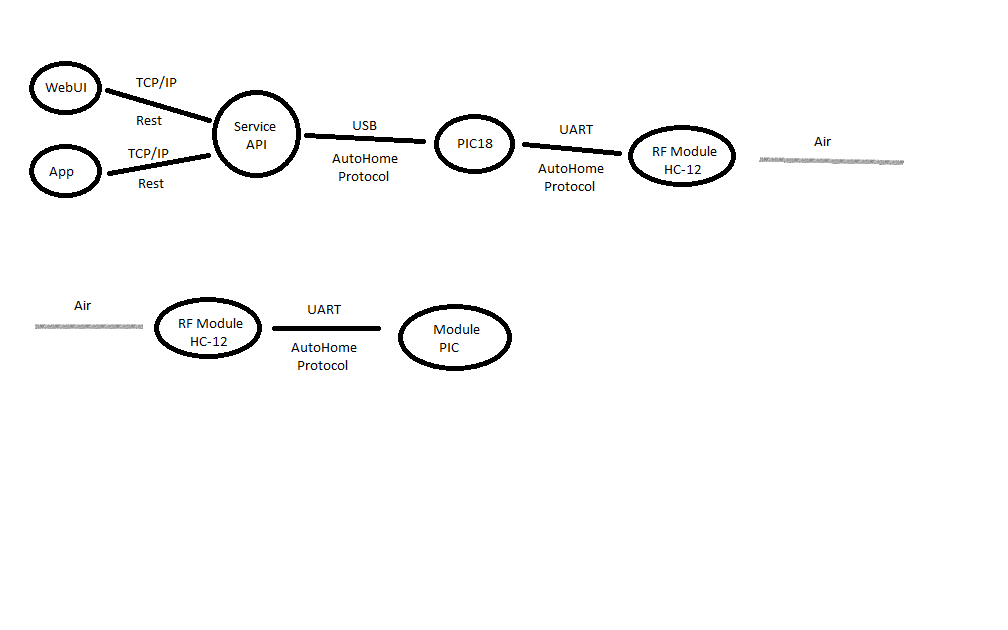 WebUI
TCP/IP
Rest
App
TCP/IP
Rest
Service
API
USB
AutoHome
Protocol
PIC18
UART
AutoHome
Protocol
RF Module
HC-12
Air
Air
RF Module
HC-12
UART
AutoHome
Protocol
Module
PIC